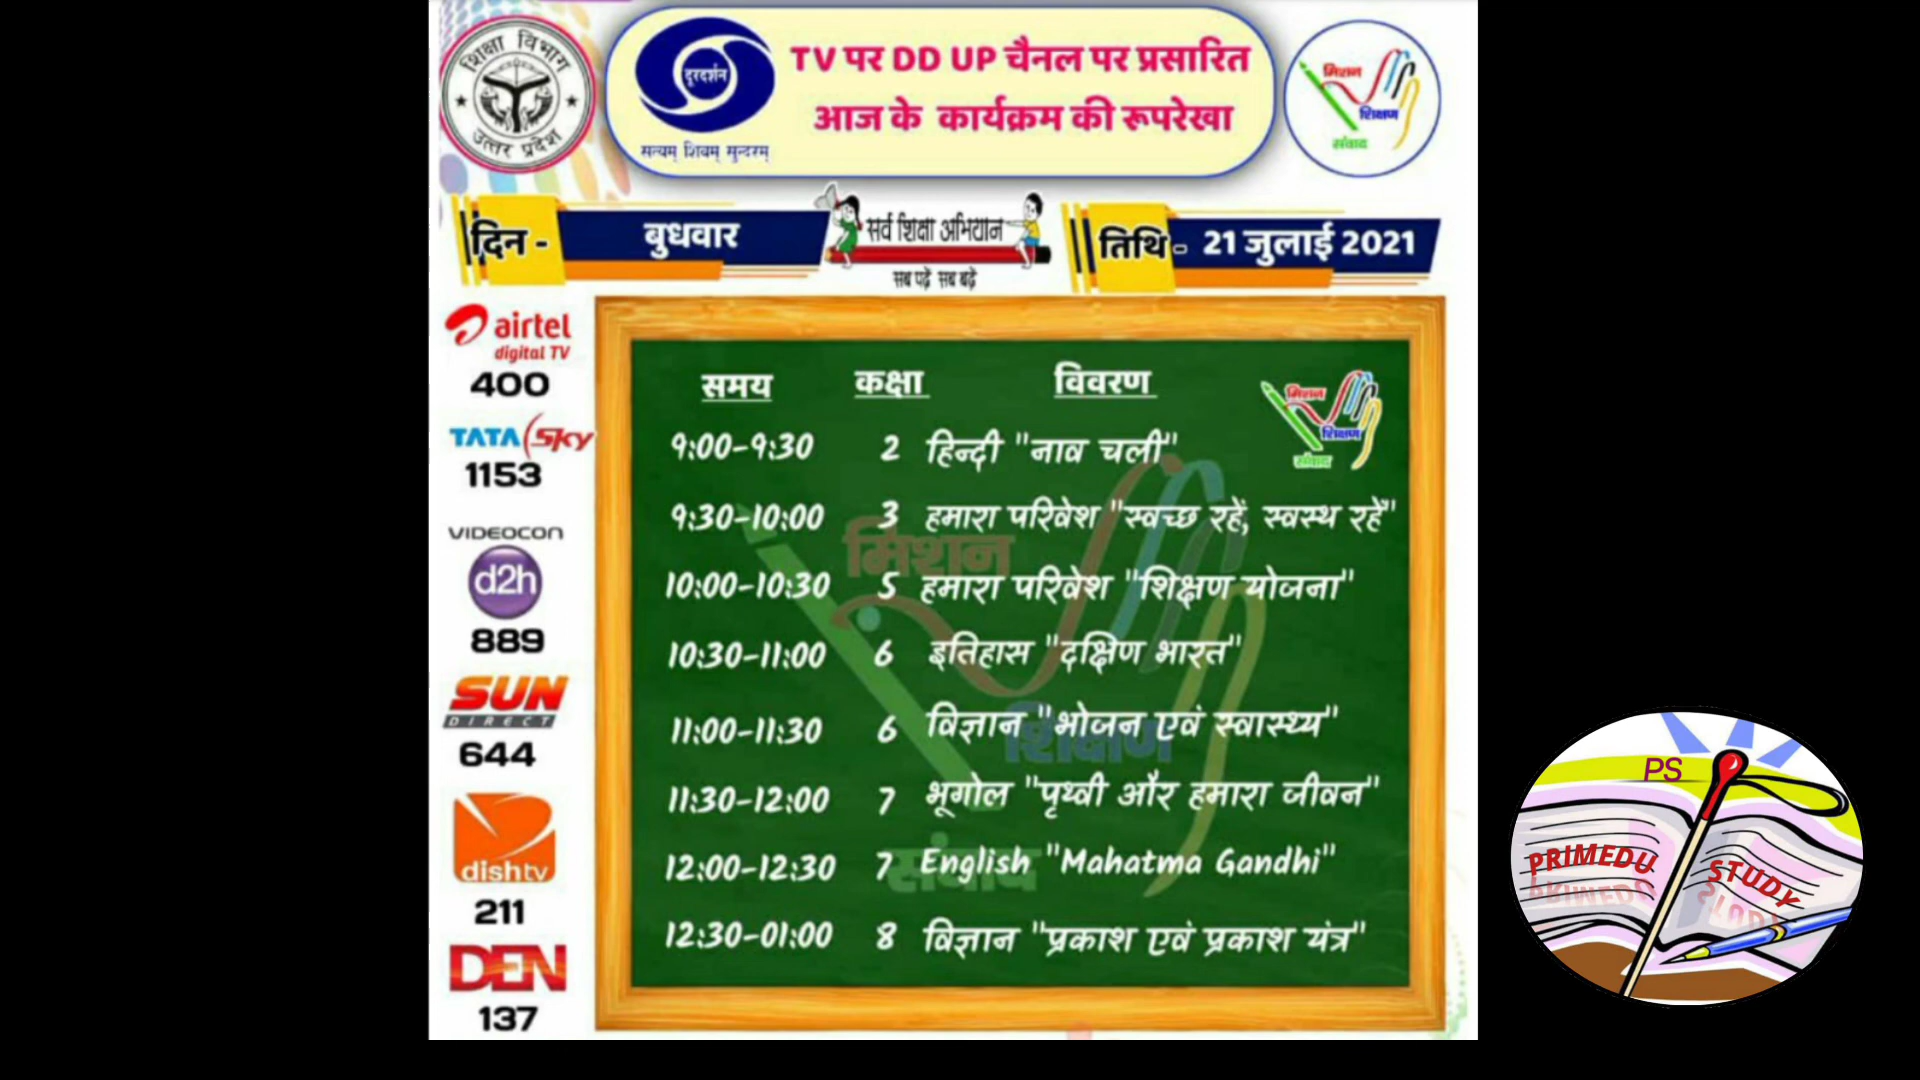 शिक्षा विभाग
उत्तर प्रदेश
दूरदर्शन
सत्यम् शिवम् सुन्दरम्
TV पर DD UP चैनल पर प्रसारित
आज के कार्यक्रम की रूपरेखा
मिशन
शिक्षण
संवाद
दिन - बुधवार
सर्व शिक्षा अभियान
सब पढ़ें सब बढ़ें
तिथि - 21 जुलाई 2021
airtel
digital TV
400
TATA Sky
1153
VIDEOCON
d2h
889
SUN
DIRECT
644
dishtv
211
DEN
137
समय कक्षा विवरण
मिशन
शिक्षण
संवाद
9:00-9:30 2 हिन्दी "नाव चली"
9:30-10:00 3 हमारा परिवेश "स्वच्छ रहें, स्वस्थ रहें"
10:00-10:30 5 हमारा परिवेश "शिक्षण योजना"
10:30-11:00 6 इतिहास "दक्षिण भारत"
11:00-11:30 6 विज्ञान "भोजन एवं स्वास्थ्य"
11:30-12:00 7 भूगोल "पृथ्वी और हमारा जीवन"
12:00-12:30 7 English "Mahatma Gandhi"
12:30-01:00 8 विज्ञान "प्रकाश एवं प्रकाश यंत्र"
मिशन
शिक्षण
संवाद
PS
PRIMEDU
STUDY